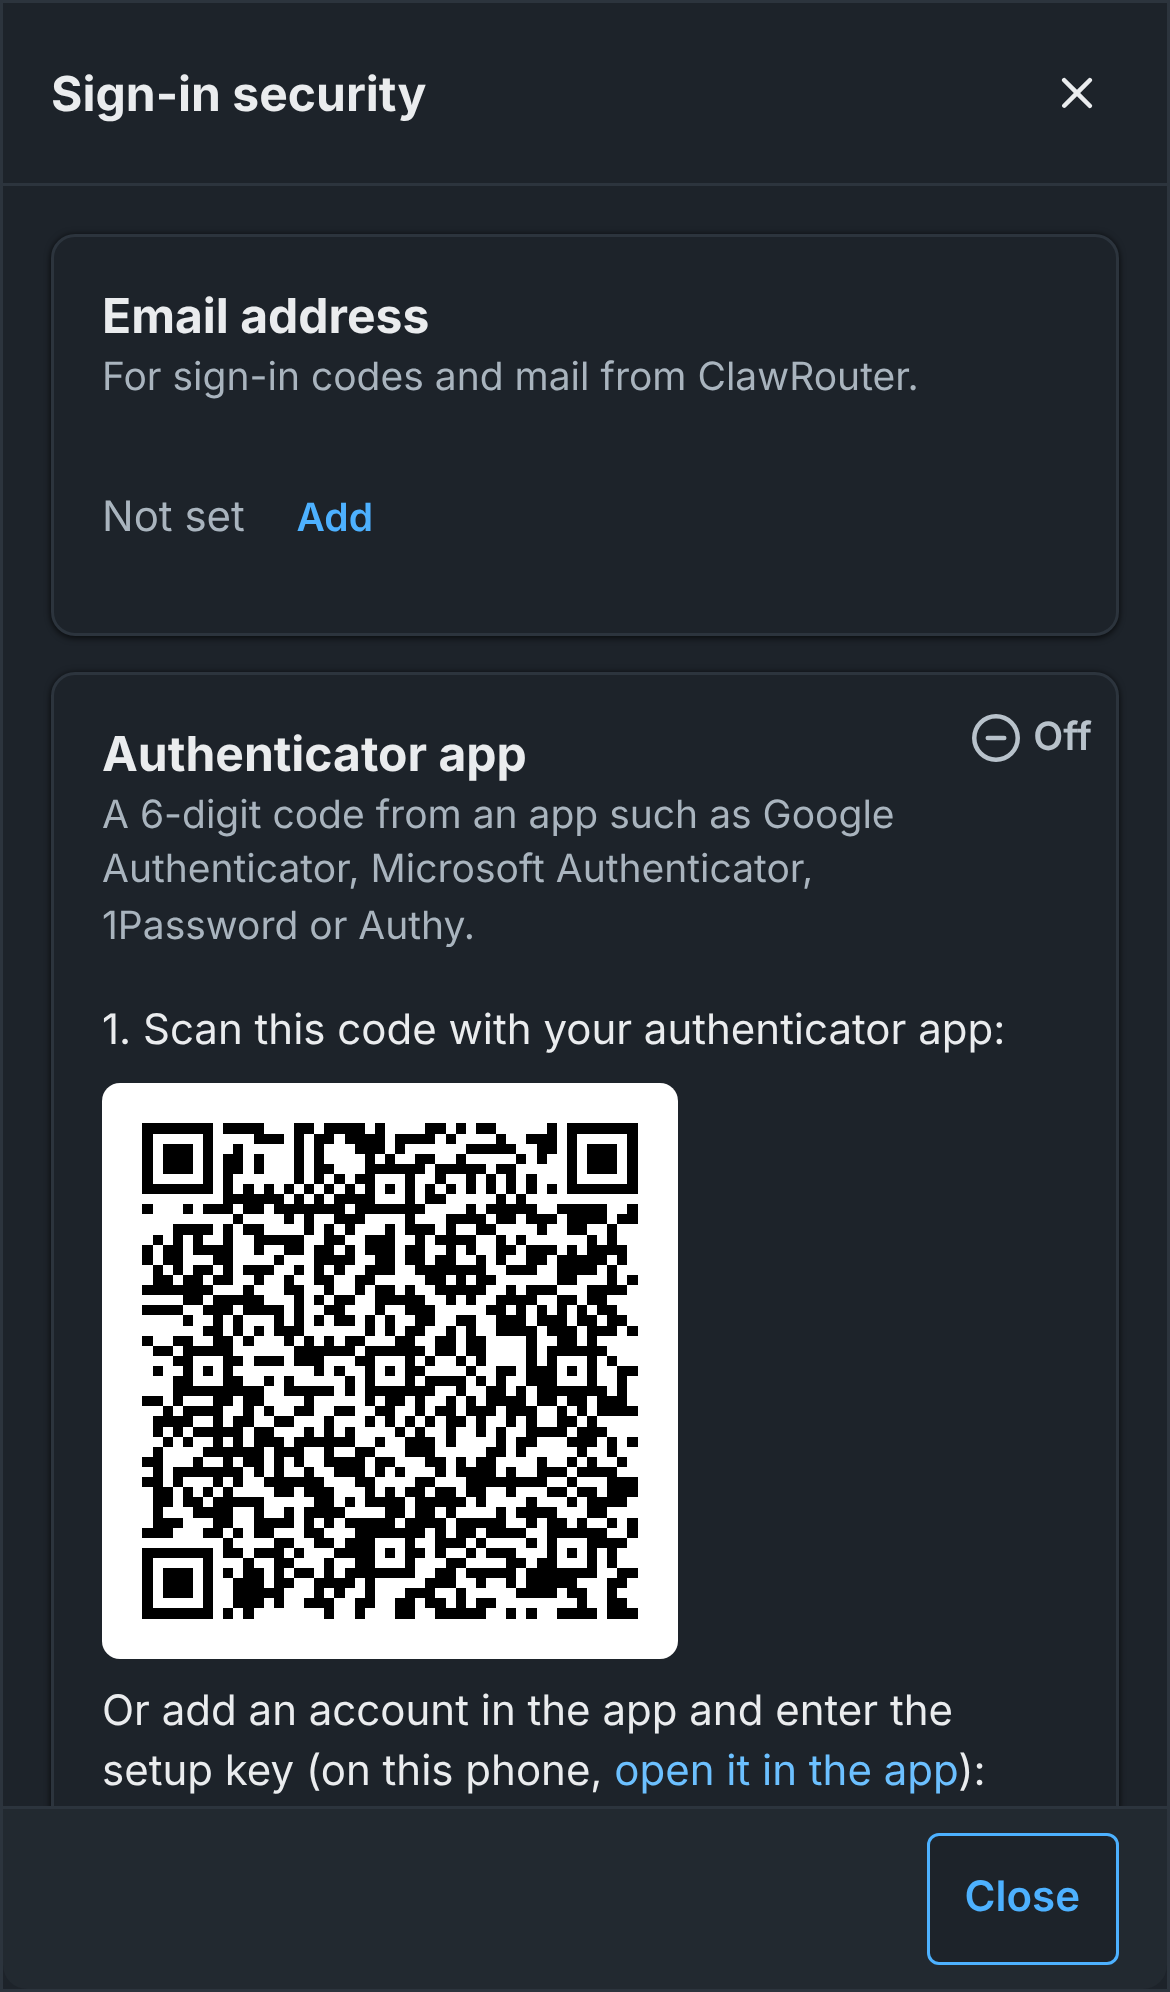 Sign-in security
Email address
For sign-in codes and mail from ClawRouter.
Not set Add
Authenticator app
Off
A 6-digit code from an app such as Google
Authenticator, Microsoft Authenticator,
1Password or Authy.
1. Scan this code with your authenticator app:
Or add an account in the app and enter the
setup key (on this phone, open it in the app):
Close